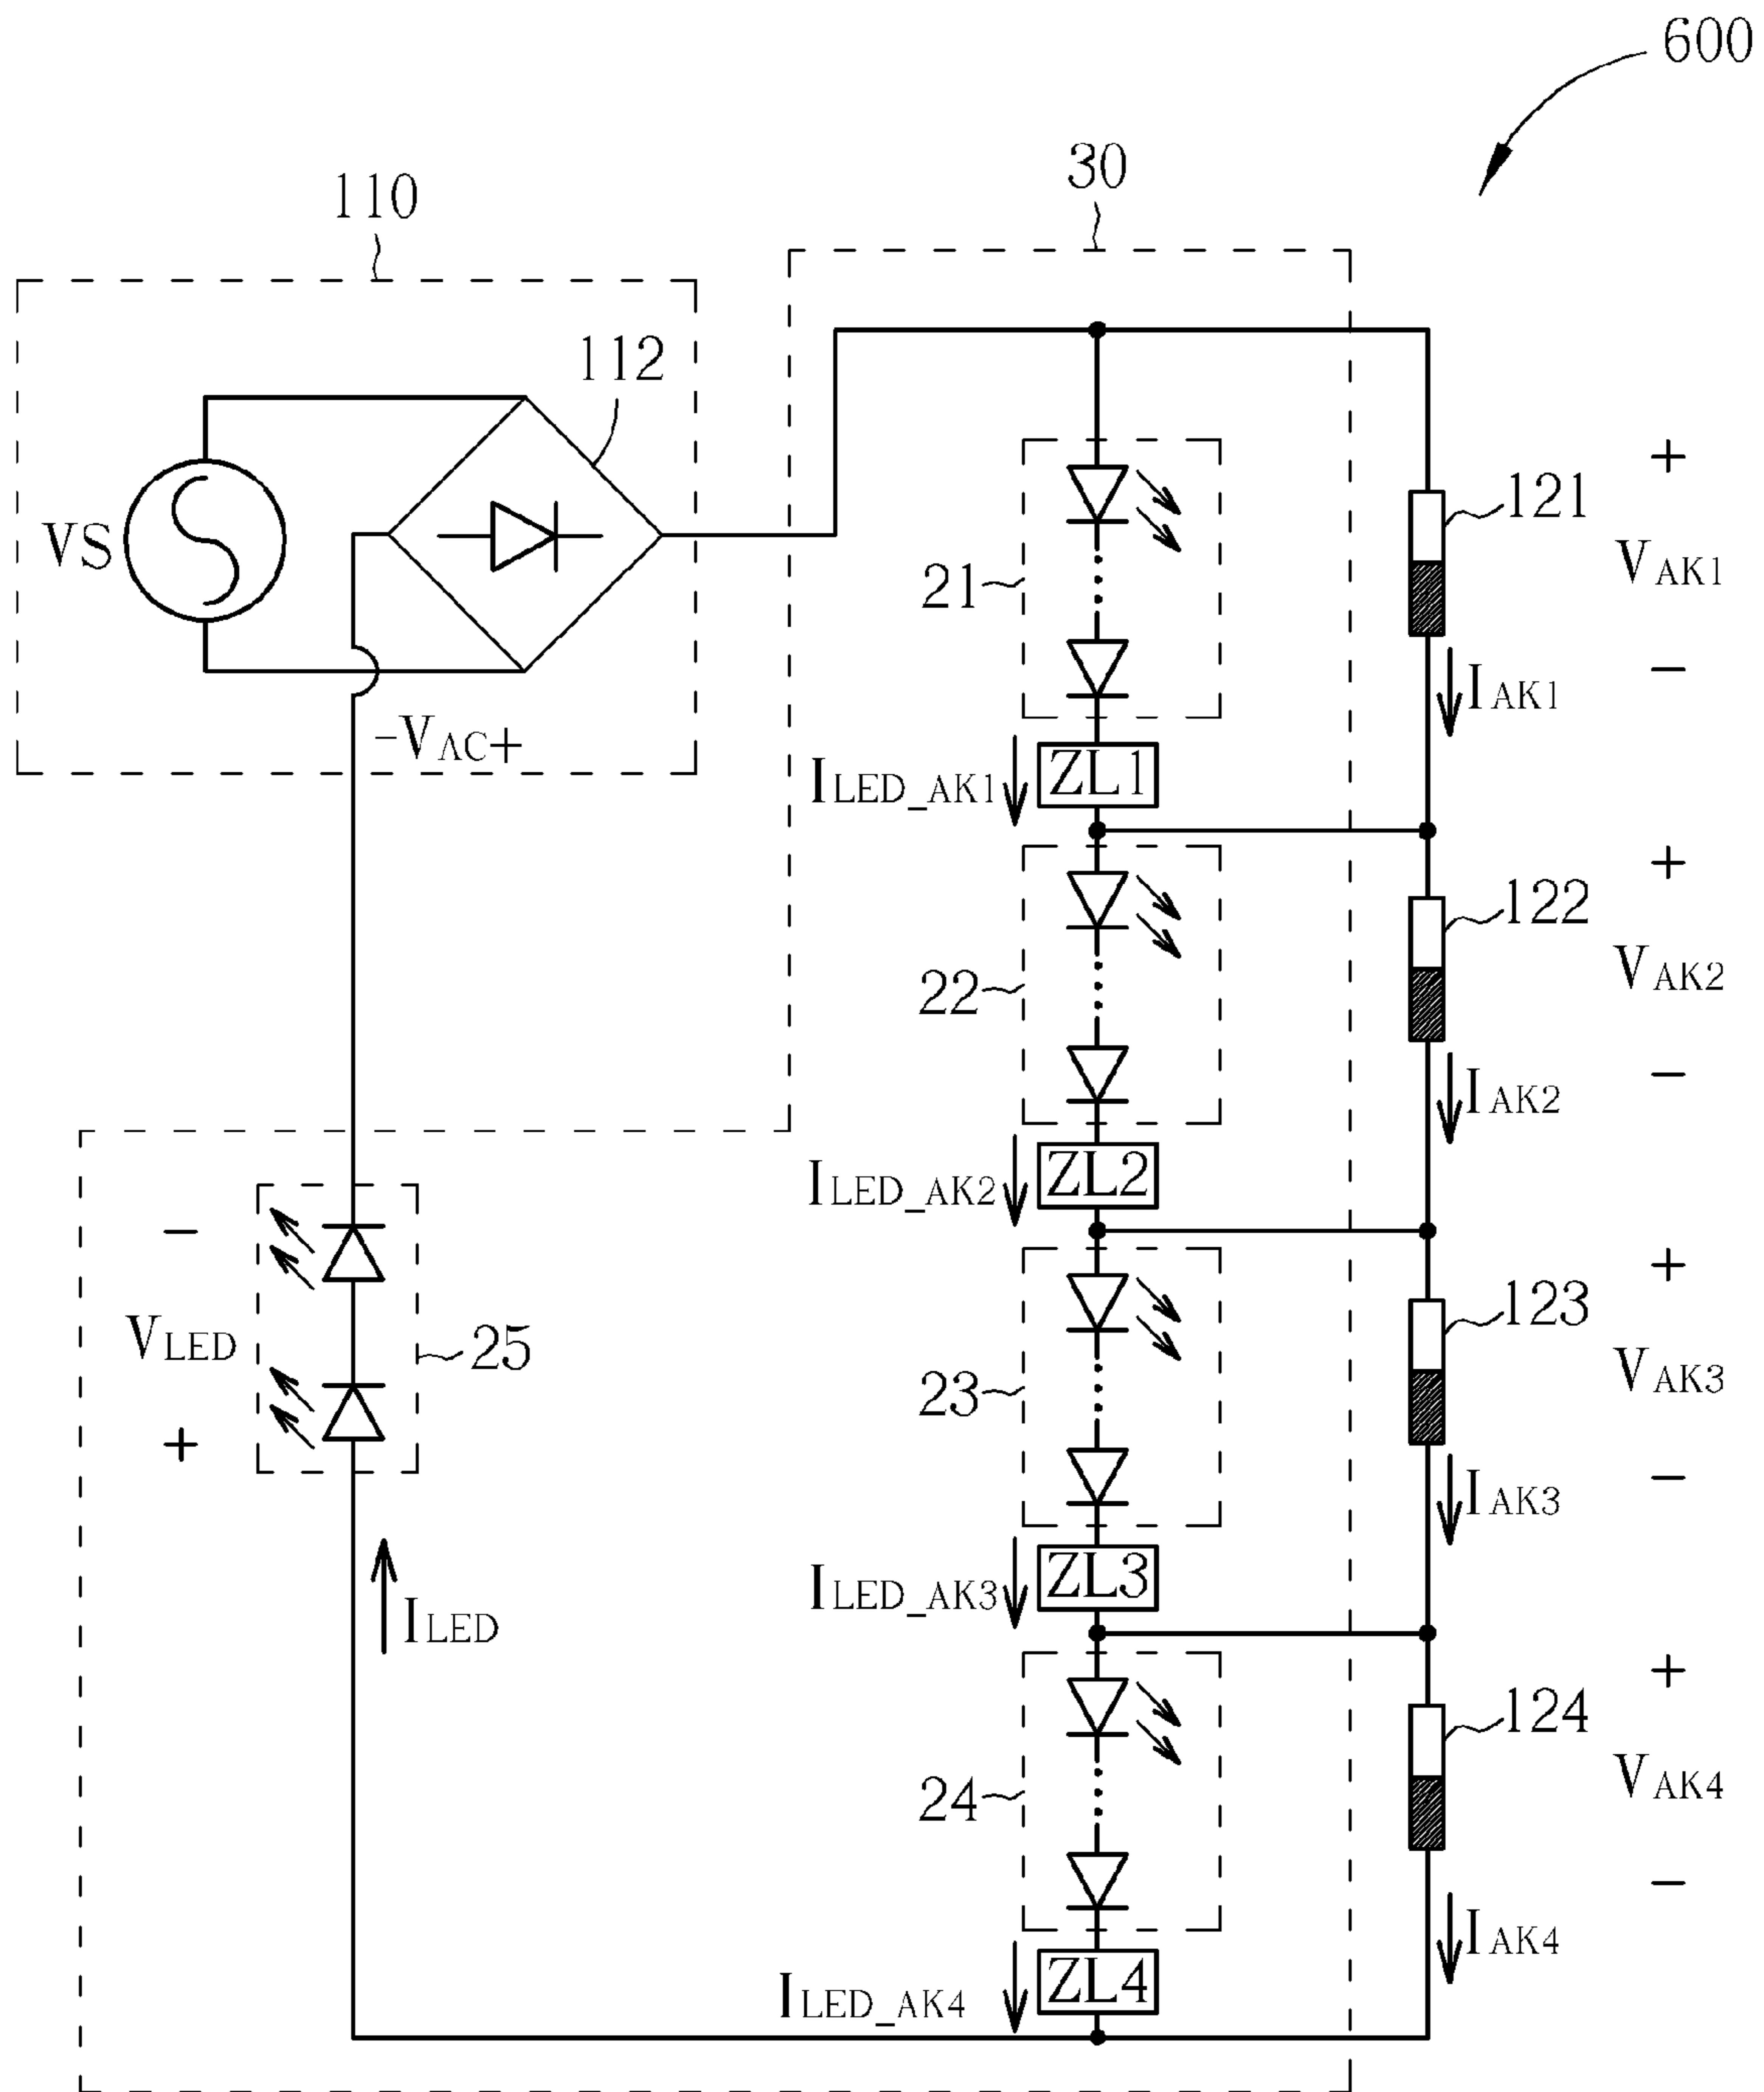 600
30
110
112
VS
-VAC+
21
ILED_AK1
ZL1
121
+
VAK1
-
IAK1
22
ILED_AK2
ZL2
122
+
VAK2
-
IAK2
23
ILED_AK3
ZL3
123
+
VAK3
-
IAK3
24
ILED_AK4
ZL4
124
+
VAK4
-
IAK4
-
VLED
+
25
ILED